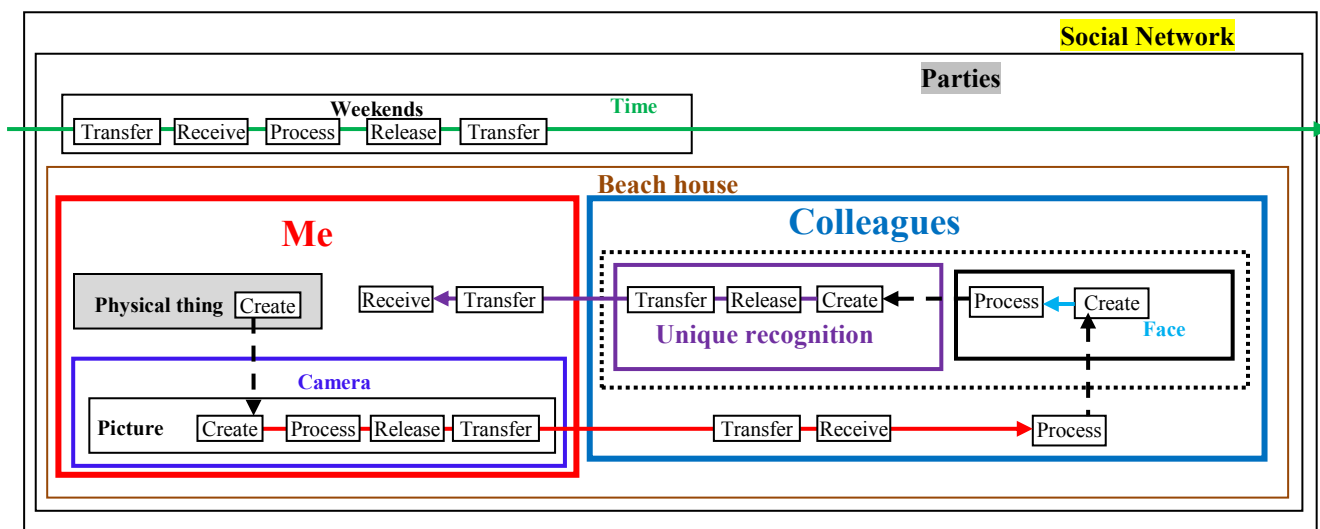 Social Network
Parties
Weekends
Time
Transfer Receive Process Release Transfer
Beach house
Me
Colleagues
Physical thing Create
Receive Transfer
Transfer Release Create
Process Create
Unique recognition
Face
Camera
Picture Create Process Release Transfer
Transfer Receive Process